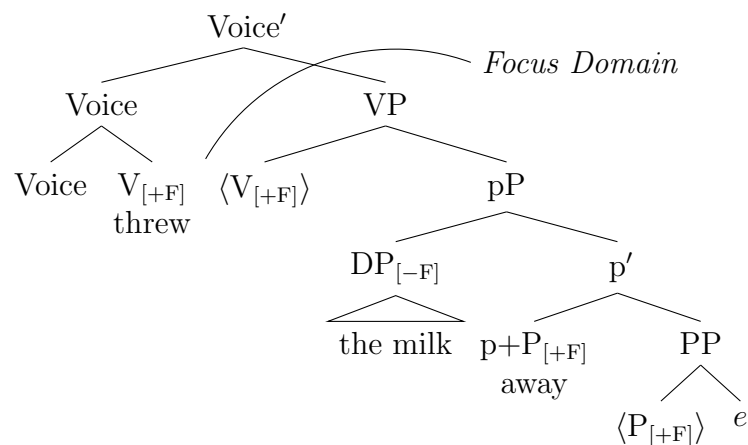 Voice′
Focus Domain
Voice VP
Voice V[+F] ⟨V[+F]⟩ pP
threw
DP[−F] p′
the milk p+P[+F] PP
away
⟨P[+F]⟩ e